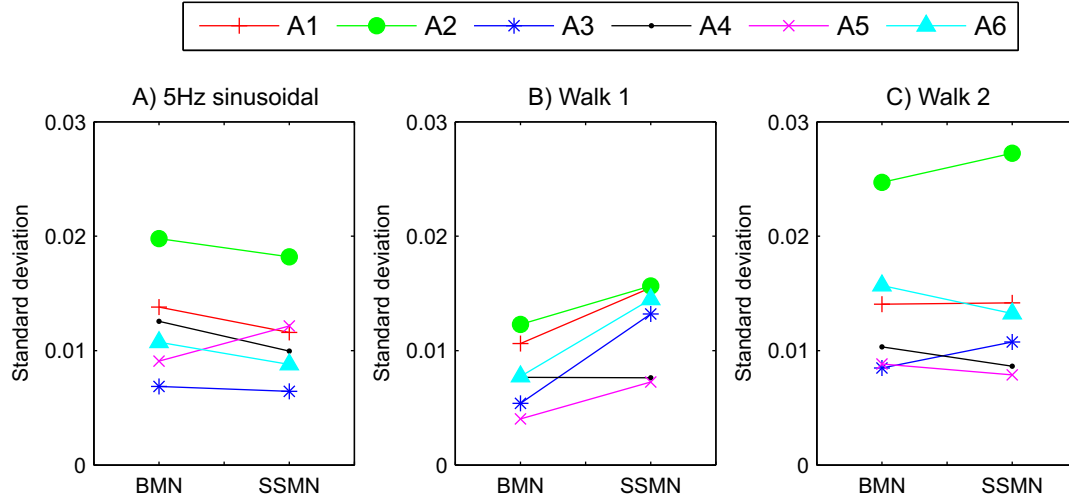 A1 A2 A3 A4 A5 A6
A) 5Hz sinusoidal
Standard deviation
0.03
0.02
0.01
0
BMN SSMN
B) Walk 1
Standard deviation
0.03
0.02
0.01
0
BMN SSMN
C) Walk 2
Standard deviation
0.03
0.02
0.01
0
BMN SSMN